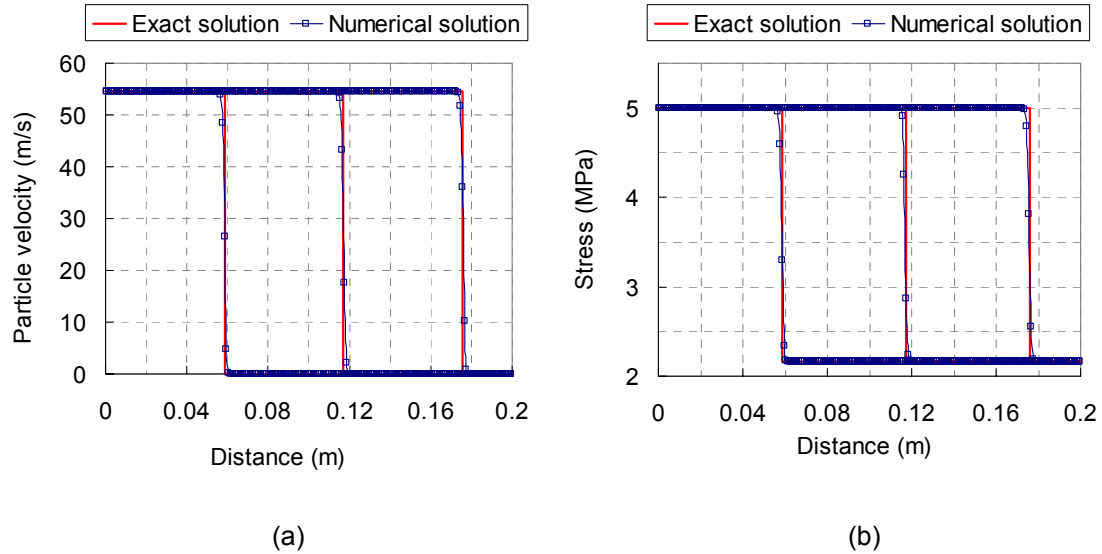 Exact solution Numerical solution
60
50
40
30
20
10
0
Particle velocity (m/s)
0 0.04 0.08 0.12 0.16 0.2
Distance (m)
(a)
Exact solution Numerical solution
5
4
3
2
Stress (MPa)
0 0.04 0.08 0.12 0.16 0.2
Distance (m)
(b)